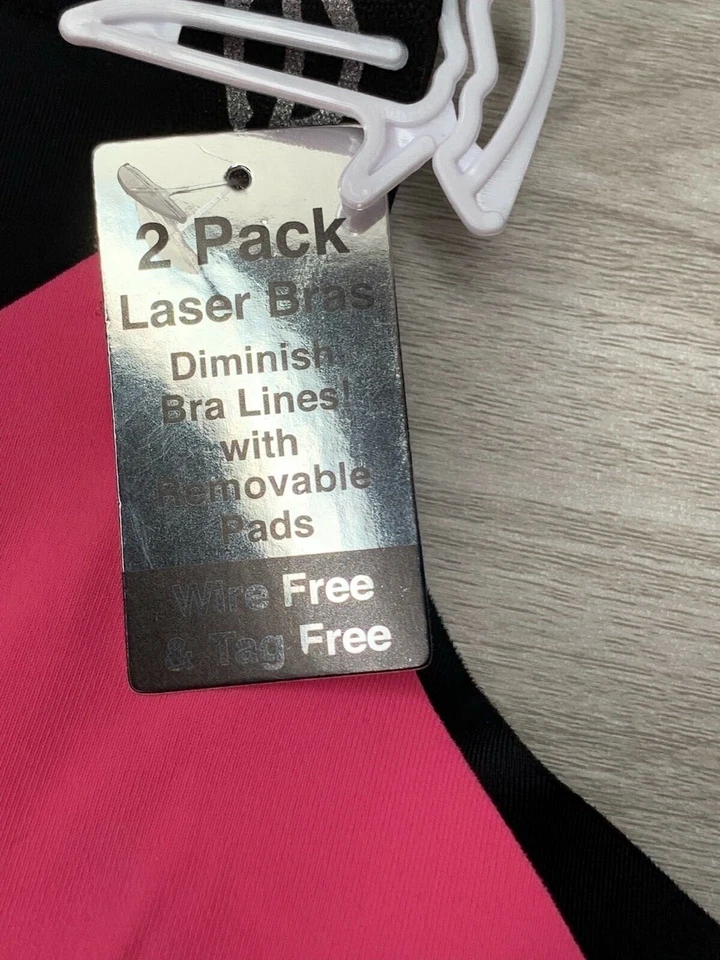 2 Pack
Laser Bras
Diminish
Bra Lines!
with
Removable
Pads
Wire Free
& Tag Free